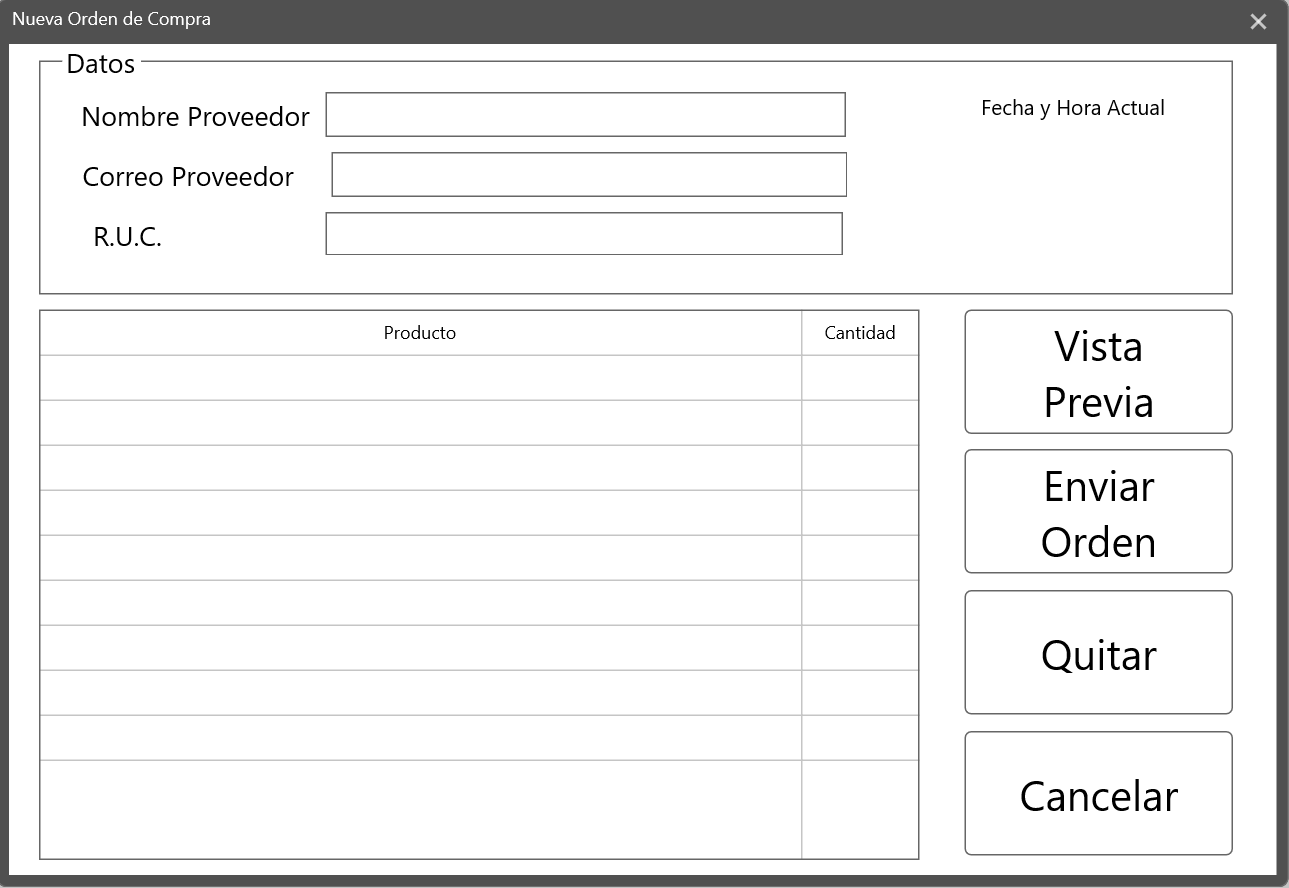 Nueva Orden de Compra
Datos
Nombre Proveedor
Fecha y Hora Actual
Correo Proveedor
R.U.C.
Producto
Cantidad
Vista
Previa
Enviar
Orden
Quitar
Cancelar